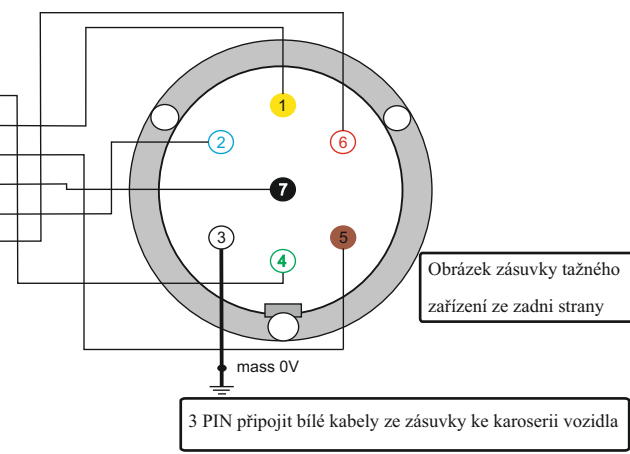 1
2
6
7
3
5
4
Obrázek zásuvky tažného
zařízení ze zadni strany
mass 0V
3 PIN připojit bílé kabely ze zásuvky ke karoserii vozidla